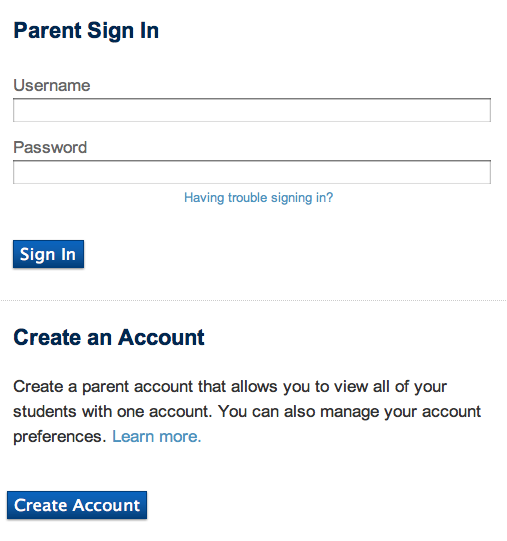 Parent Sign In
Username
Password
Having trouble signing in?
Sign In
Create an Account
Create a parent account that allows you to view all of your
students with one account. You can also manage your account
preferences. Learn more.
Create Account